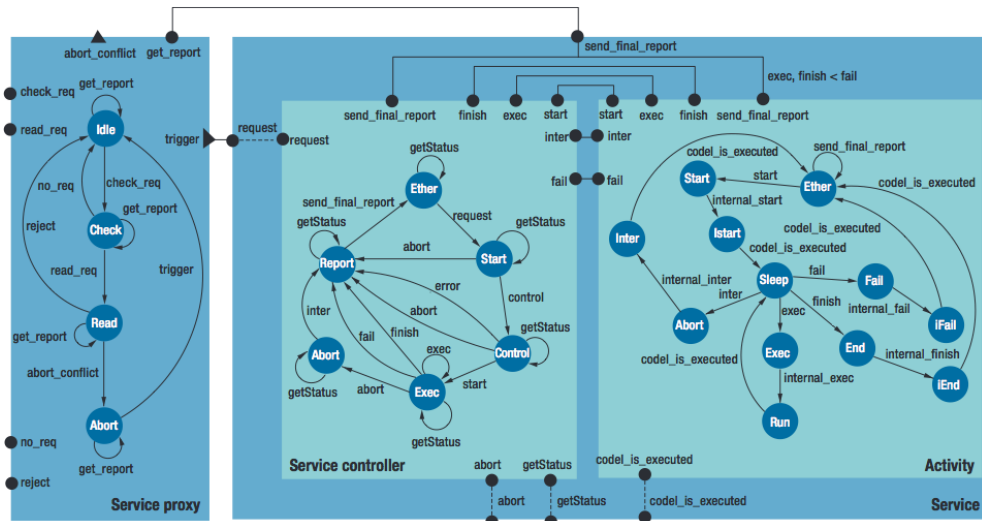 abort_conflict get_report
send_final_report
check_req
get_report
exec, finish < fail
Idle
read_req
trigger
request
request
send_final_report finish exec start
start exec finish send_final_report
inter inter
fail fail
no_req
check_req
get_report
reject
Check
read_req
trigger
Read
get_report
abort_conflict
Abort
get_report
no_req
reject
Service proxy
getStatus
Ether
send_final_report
request
getStatus
getStatus
abort
Report
Start
error
control
inter
abort
getStatus
fail
finish
exec
Abort
Control
abort
start
getStatus
Exec
getStatus
Service controller
abort getStatus
abort getStatus
codel_is_executed
send_final_report
Start
start
Ether
codel_is_executed
internal_start
Inter
Istart
codel_is_executed
codel_is_executed
internal_inter
Sleep
fail
Fail
inter
internal_fail
exec
finish
Abort
iFail
codel_is_executed
Exec
End
internal_finish
internal_exec
iEnd
Run
codel_is_executed
Activity
codel_is_executed
Service